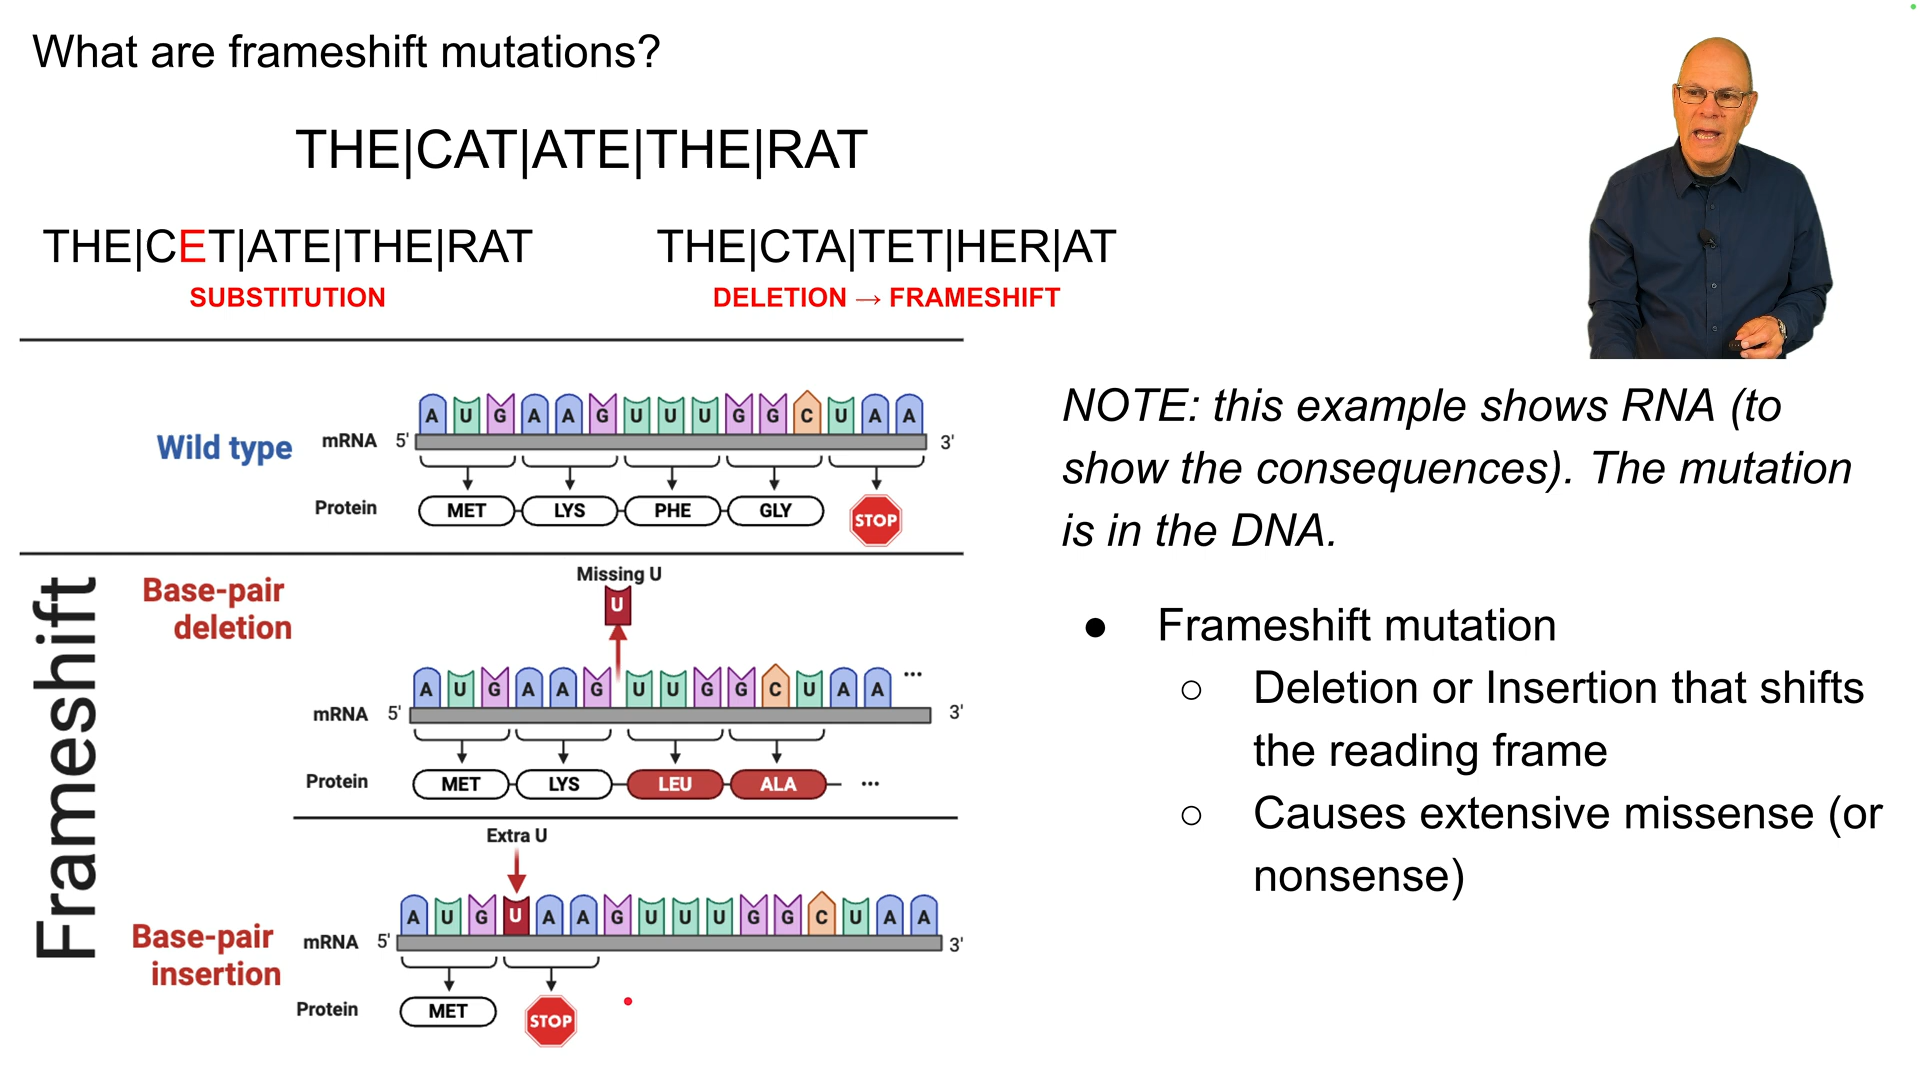 What are frameshift mutations?
THE|CAT|ATE|THE|RAT
THE|CET|ATE|THE|RAT
SUBSTITUTION
THE|CTA|TET|HER|AT
DELETION → FRAMESHIFT
Wild type
mRNA 5' A U G A A G U U U G G C U A A 3'
Protein MET LYS PHE GLY STOP
Frameshift
Base-pair
deletion
Missing U
U
mRNA 5' A U G A A G U U G G C U A A ... 3'
Protein MET LYS LEU ALA ...
Base-pair
insertion
Extra U
mRNA 5' A U G U A A G U U U G G C U A A 3'
Protein MET STOP
NOTE: this example shows RNA (to
show the consequences). The mutation
is in the DNA.
● Frameshift mutation
○ Deletion or Insertion that shifts
the reading frame
○ Causes extensive missense (or
nonsense)